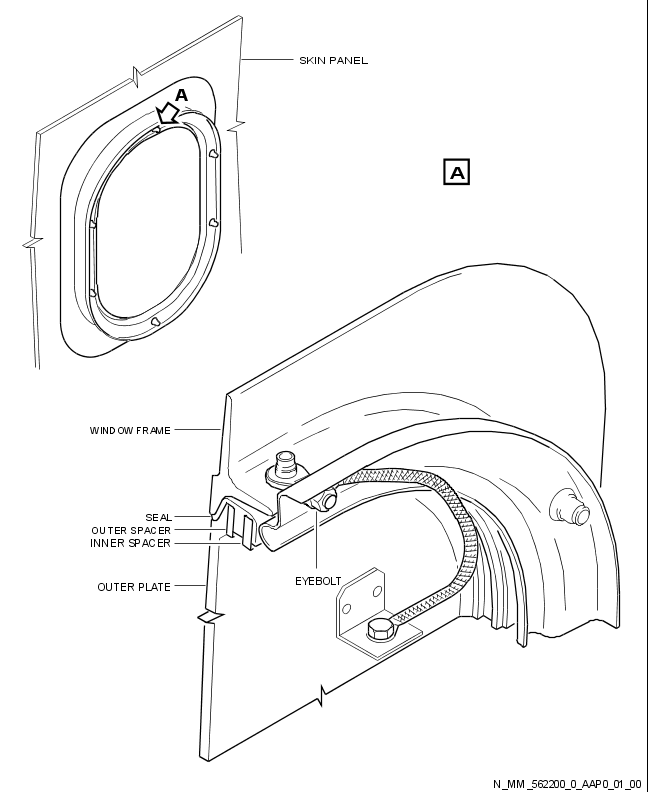 SKIN PANEL
A
A
WINDOW FRAME
SEAL
OUTER SPACER
INNER SPACER
EYEBOLT
OUTER PLATE
N_MM_562200_0_AAP0_01_00